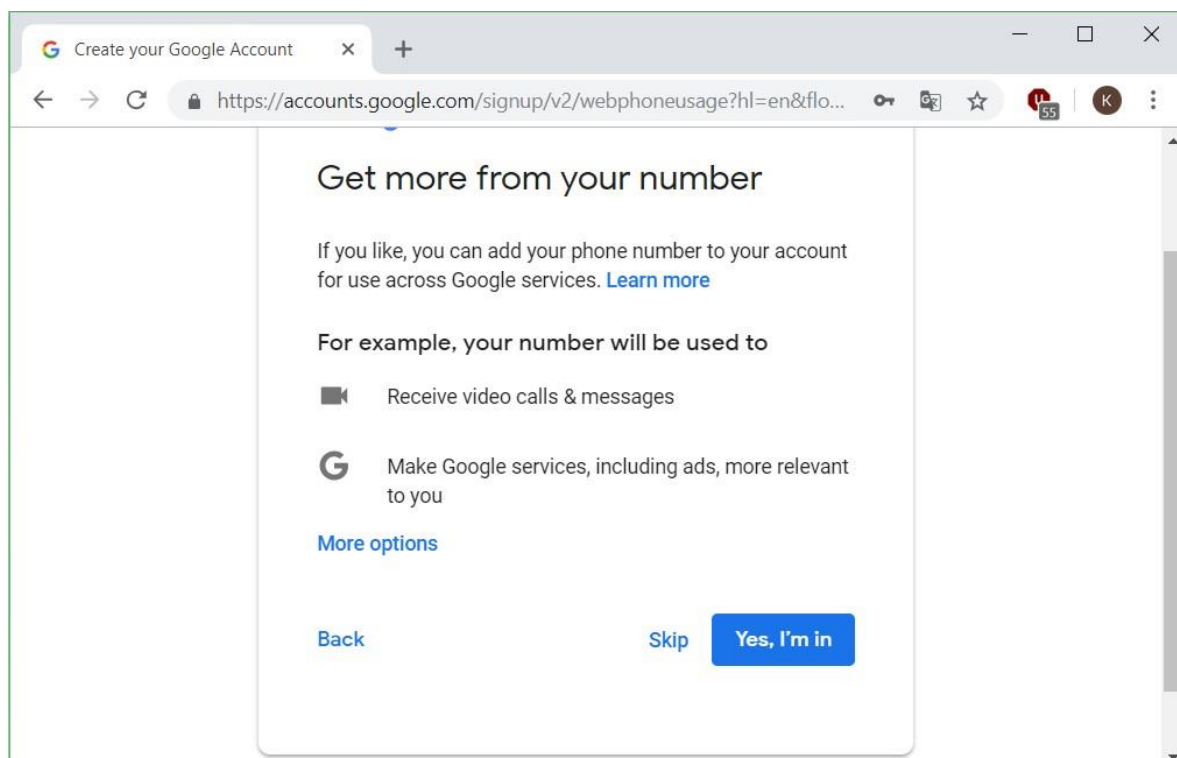 Create your Google Account
https://accounts.google.com/signup/v2/webphoneusage?hl=en&flo...
K
55
Get more from your number
If you like, you can add your phone number to your account
for use across Google services. Learn more
For example, your number will be used to
Receive video calls & messages
G
Make Google services, including ads, more relevant
to you
More options
Back
Skip
Yes, I'm in